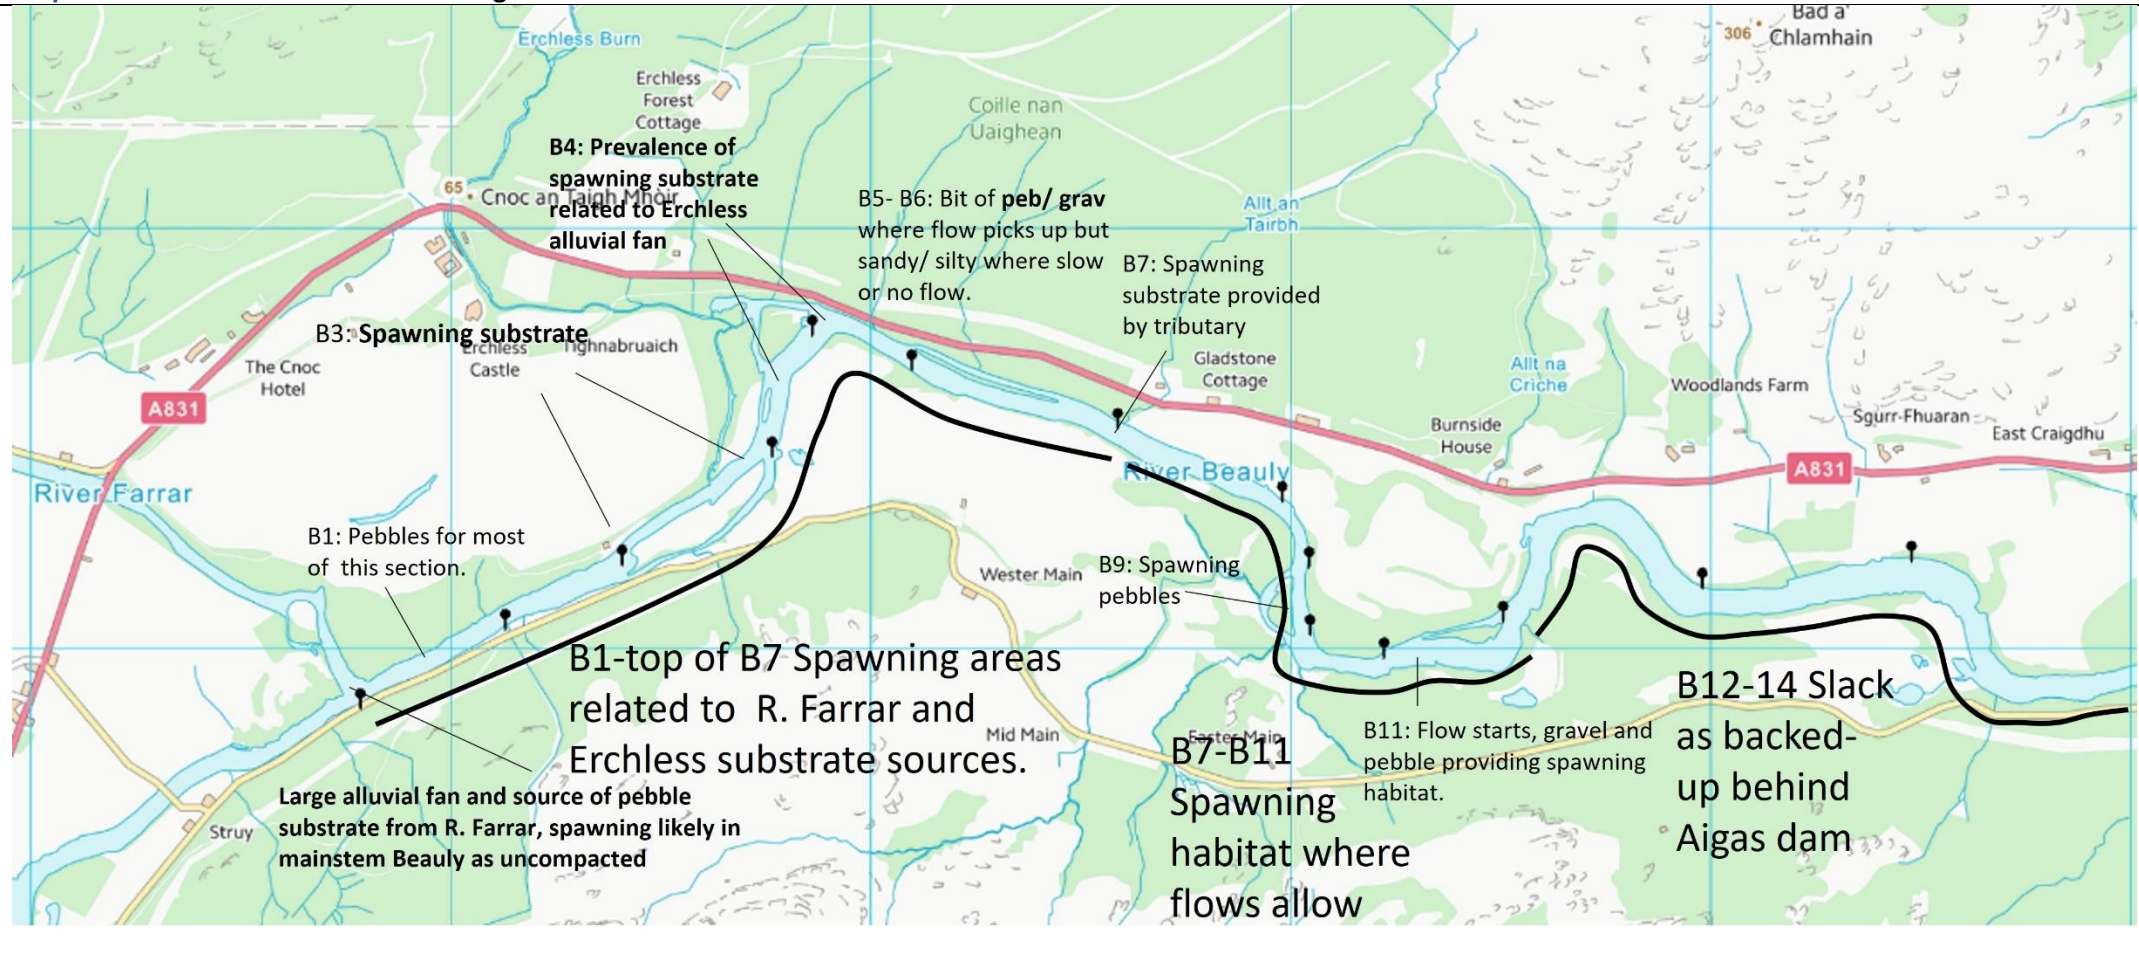 Erchless Burn
Erchless
Forest
Cottage
Bad a'
Chlamhain
306
Coille nan
Uaighean
B4: Prevalence of
spawning substrate
related to Erchless
alluvial fan
65
Cnoc an Taigh Mhòir
B5- B6: Bit of peb/ grav
where flow picks up but
sandy/ silty where slow
or no flow.
Allt an
Tairbh
B7: Spawning
substrate provided
by tributary
B3: Spawning substrate
Erchless
Castle
Tighnabruaich
The Cnoc
Hotel
A831
Gladstone
Cottage
Allt na
Criche
Woodlands Farm
Sgurr-Fhuaran
East Craigdhu
Burnside
House
A831
River Farrar
River Beauly
B1: Pebbles for most
of this section.
Wester Main
B9: Spawning
pebbles
B1-top of B7 Spawning areas
related to R. Farrar and
Erchless substrate sources.
Mid Main
Easter Main
B7-B11
Spawning
habitat where
flows allow
B11: Flow starts, gravel and
pebble providing spawning
habitat.
B12-14 Slack
as backed-
up behind
Aigas dam
Struy
Large alluvial fan and source of pebble
substrate from R. Farrar, spawning likely in
mainstem Beauly as uncompacted